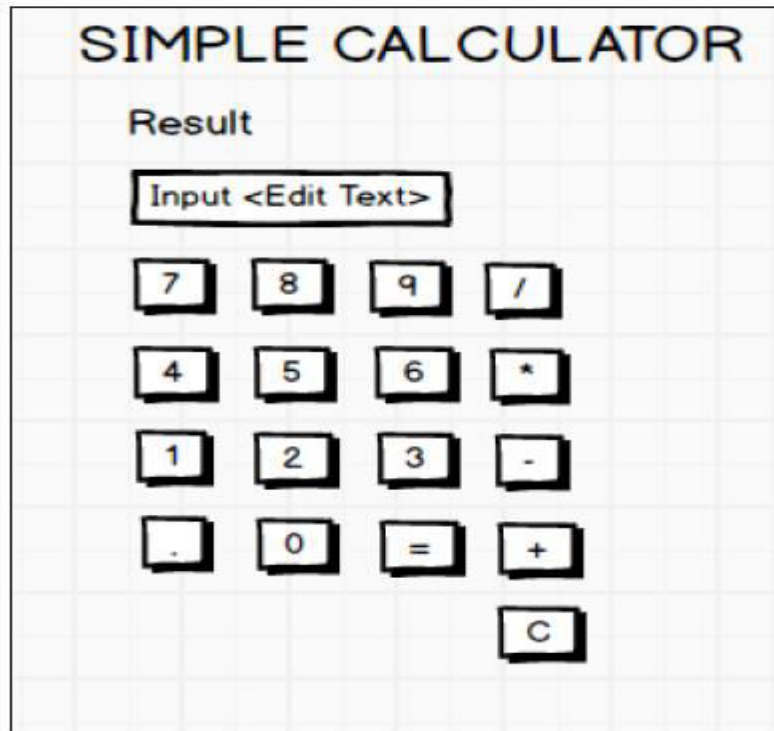 SIMPLE CALCULATOR
Result
Input <Edit Text>
7 8 9 /
4 5 6 *
1 2 3 -
. 0 = +
C